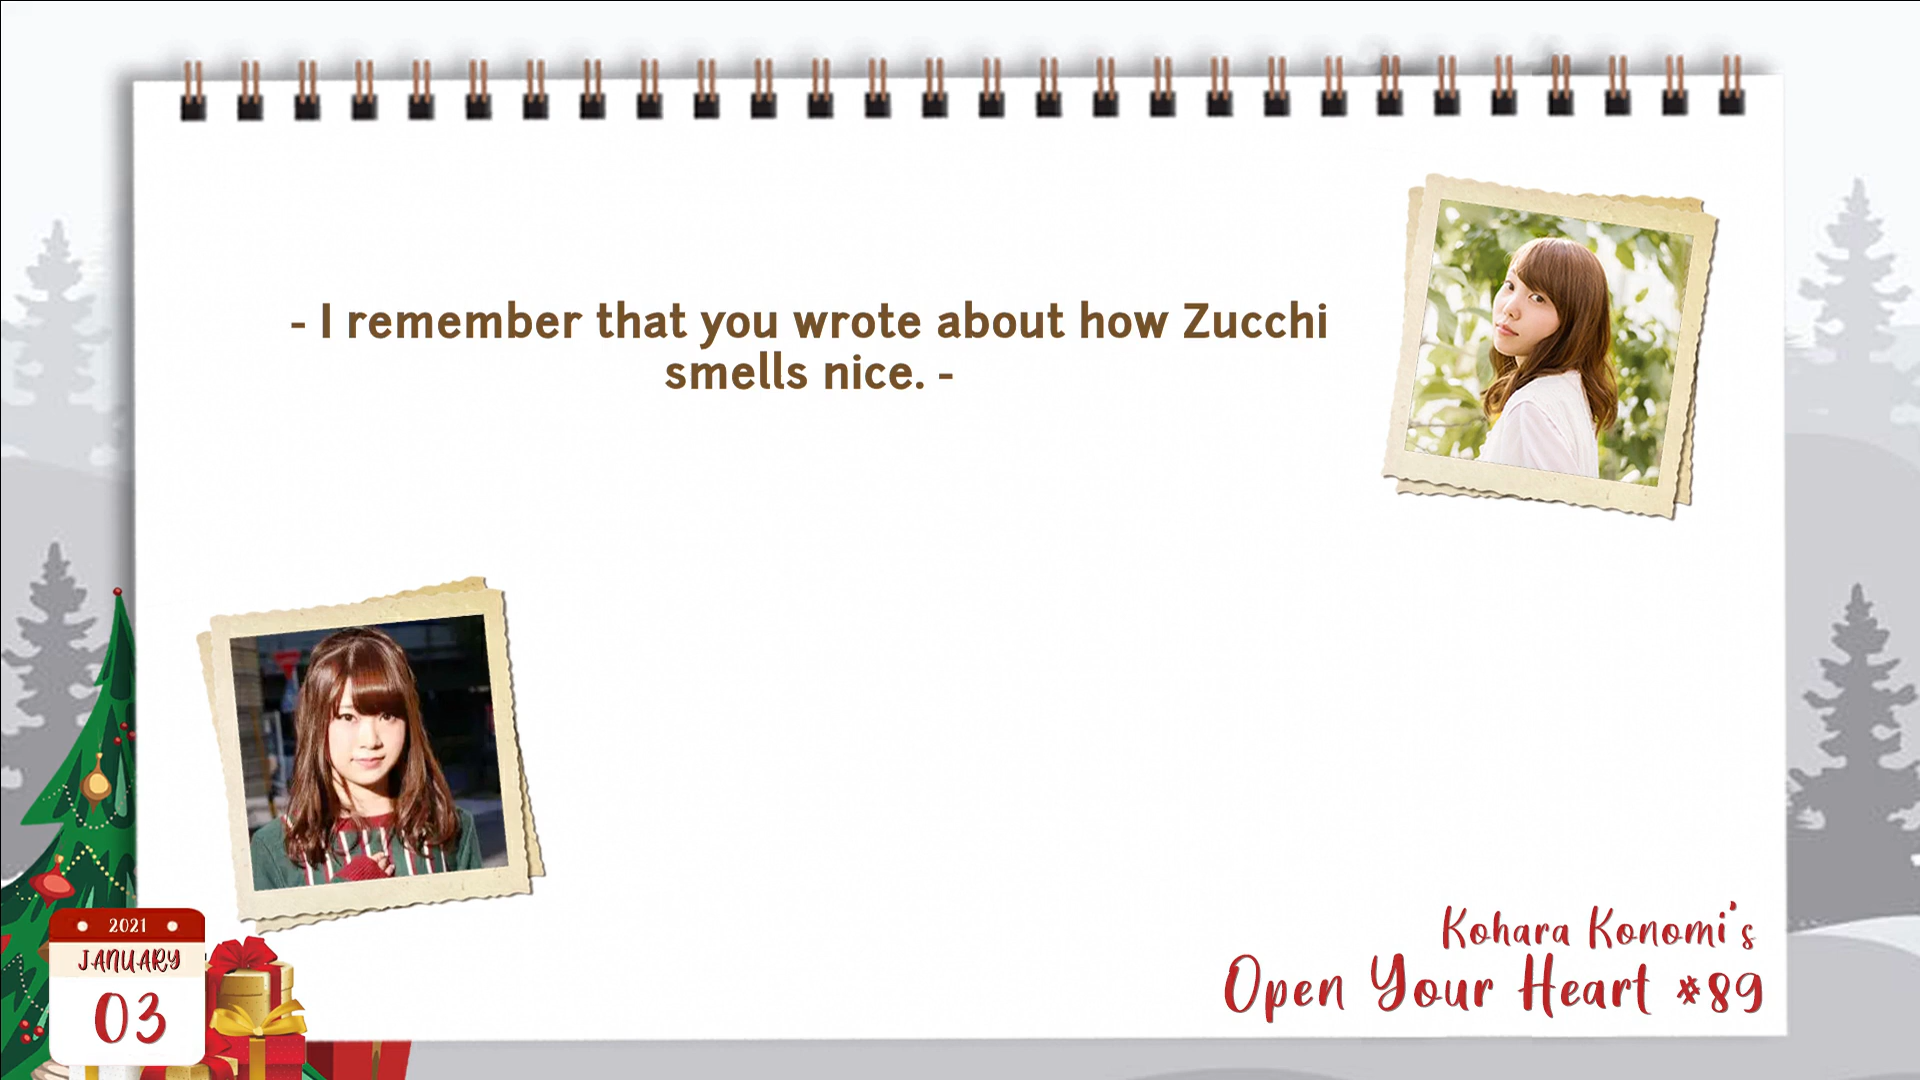 - I remember that you wrote about how Zucchi
smells nice. -
2021
JANUARY
03
Kohara Konomi's
Open Your Heart #89